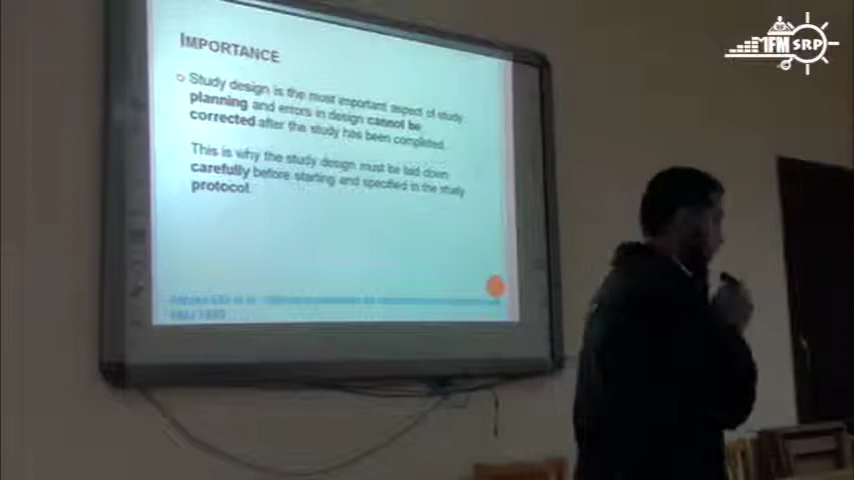 IMPORTANCE
Study design is the most important aspect of study
planning and errors in design cannot be
corrected after the study has been completed.
This is why the study design must be laid down
carefully before starting and specified in the study
protocol
IFM SRP